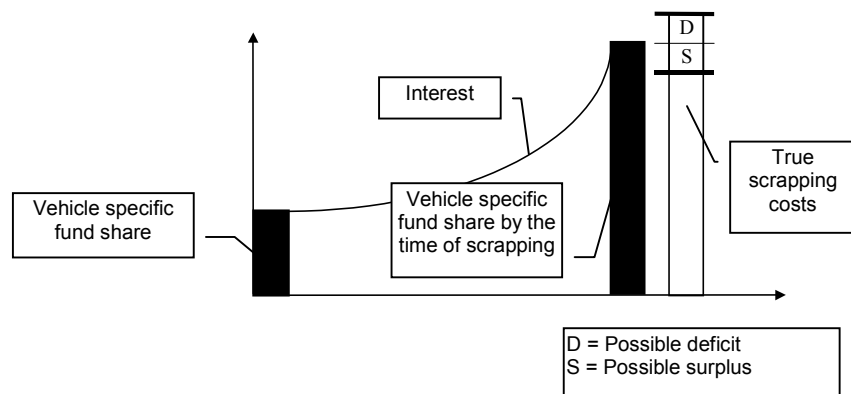 D
S
Interest
True
scrapping
costs
Vehicle specific
fund share
Vehicle specific
fund share by the
time of scrapping
D = Possible deficit
S = Possible surplus